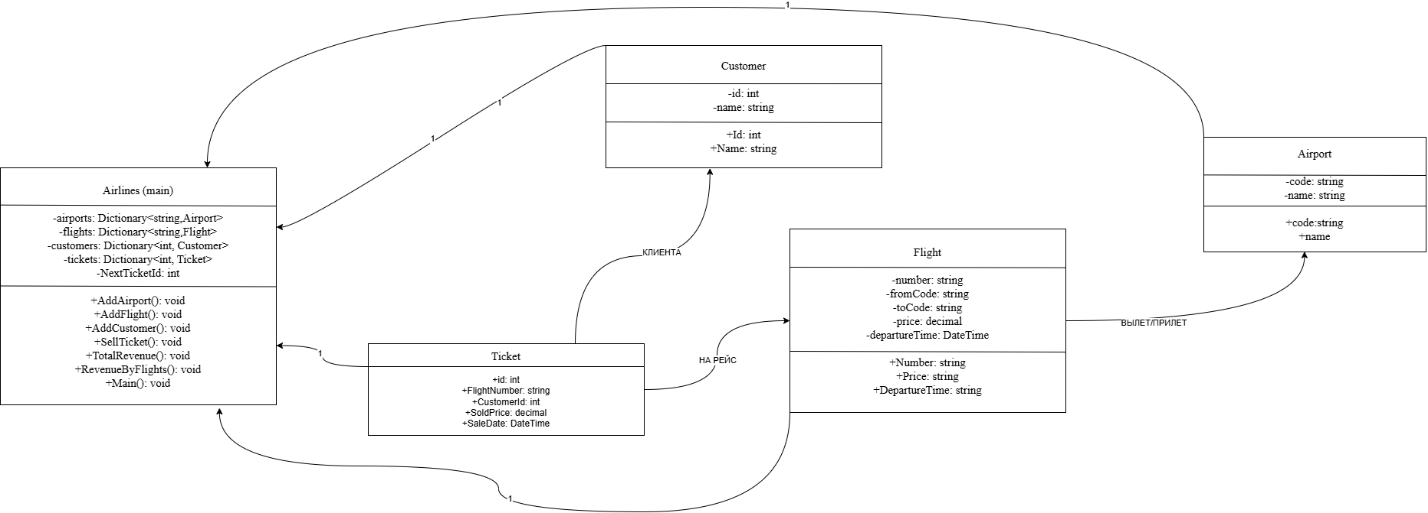 1
Customer
-id: int
-name: string
+Id: int
+Name: string
1
1
Airport
-code: string
-name: string
+code:string
+name
Airlines (main)
-airports: Dictionary<string,Airport>
-flights: Dictionary<string,Flight>
-customers: Dictionary<int, Customer>
-tickets: Dictionary<int, Ticket>
-NextTicketId: int
+AddAirport(): void
+AddFlight(): void
+AddCustomer(): void
+SellTicket(): void
+TotalRevenue(): void
+RevenueByFlights(): void
+Main(): void
КЛИЕНТА
Flight
-number: string
-fromCode: string
-toCode: string
-price: decimal
-departureTime: DateTime
+Number: string
+Price: string
+DepartureTime: string
ВЫЛЕТ/ПРИЛЕТ
1
Ticket
+id: int
+FlightNumber: string
+CustomerId: int
+SoldPrice: decimal
+SaleDate: DateTime
НА РЕЙС
1